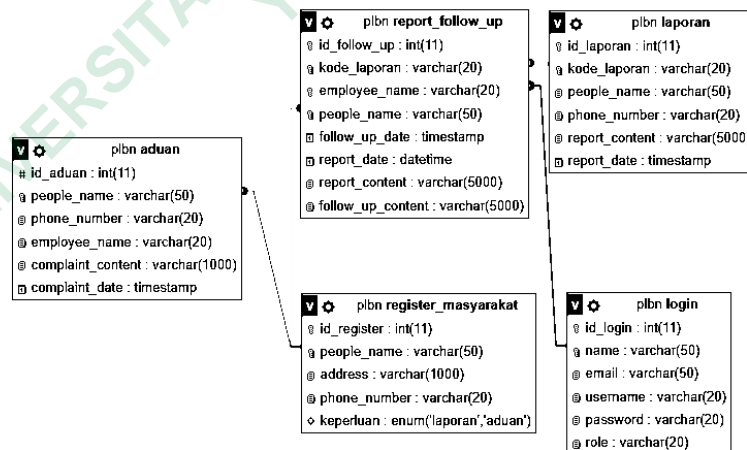 UNIVERSITA
plbn report_follow_up
id_follow_up : int(11)
kode_laporan : varchar(20)
employee_name : varchar(20)
people_name : varchar(50)
follow_up_date : timestamp
report_date : datetime
report_content : varchar(5000)
follow_up_content : varchar(5000)
plbn laporan
id_laporan : int(11)
kode_laporan : varchar(20)
people_name : varchar(50)
phone_number : varchar(20)
report_content : varchar(5000
report_date : timestamp
plbn aduan
# id_aduan : int(11)
people_name : varchar(50)
phone_number : varchar(20)
employee_name : varchar(20)
complaint_content : varchar(1000)
complaint_date : timestamp
plbn register_masyarakat
id_register : int(11)
people_name : varchar(50)
address : varchar(1000)
phone_number : varchar(20)
keperluan : enum('laporan','aduan')
plbn login
id_login : int(11)
name : varchar(50)
email : varchar(50)
username : varchar(20)
password : varchar(20)
role : varchar(20)